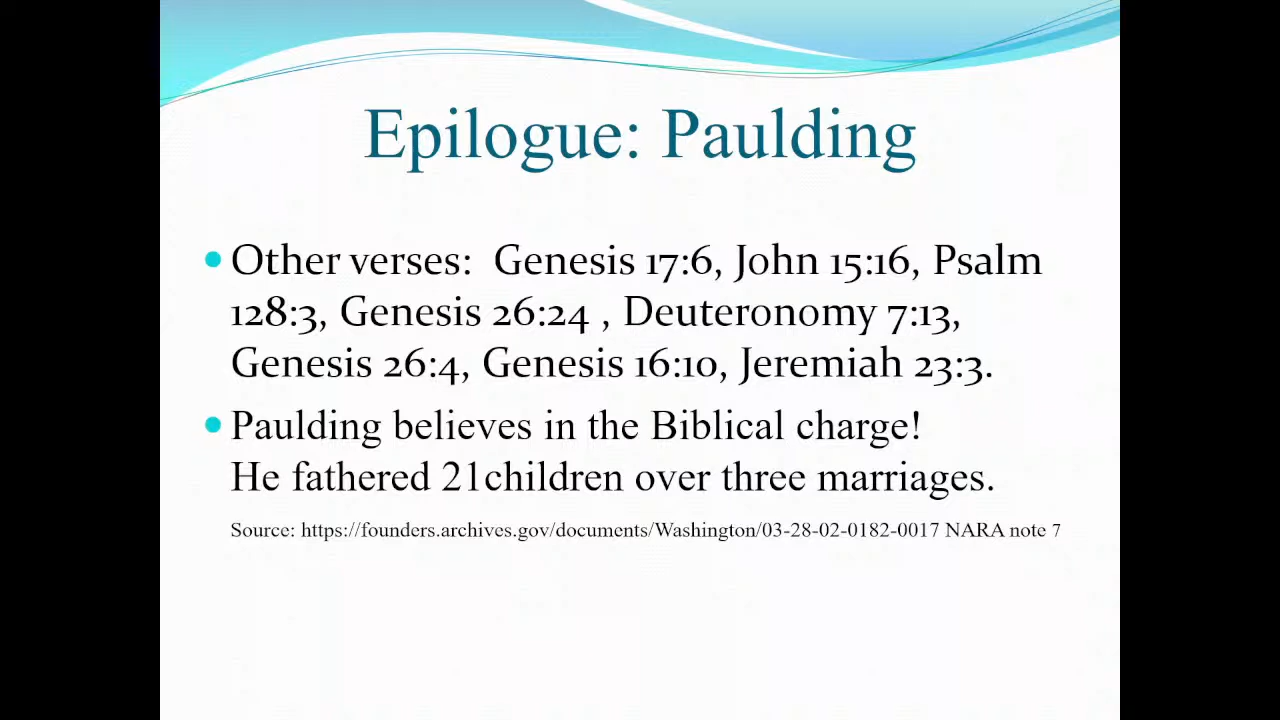 Epilogue: Paulding
Other verses:  Genesis 17:6, John 15:16, Psalm
128:3, Genesis 26:24 , Deuteronomy 7:13,
Genesis 26:4, Genesis 16:10, Jeremiah 23:3.
Paulding believes in the Biblical charge!
He fathered 21children over three marriages.
Source: https://founders.archives.gov/documents/Washington/03-28-02-0182-0017 NARA note 7